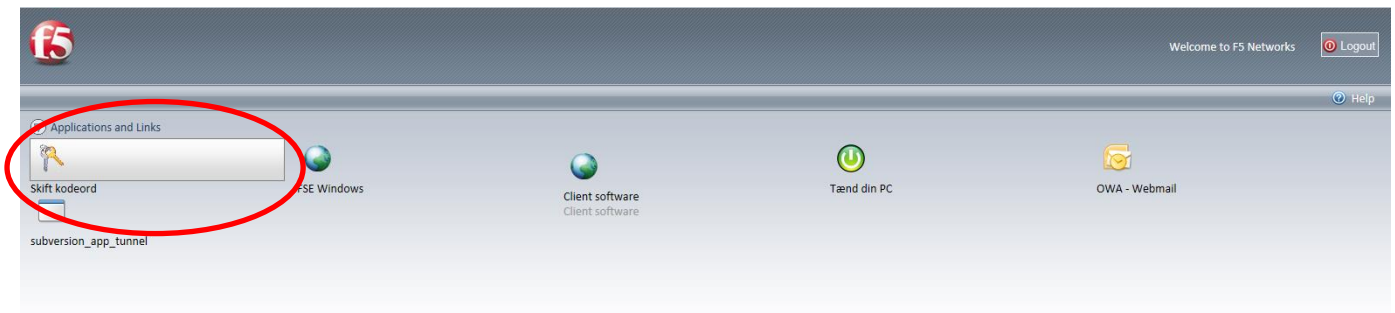 f5
Welcome to F5 Networks
Logout
Help
Applications and Links
Skift kodeord
FSE Windows
Client software
Client software
Tænd din PC
OWA - Webmail
subversion_app_tunnel